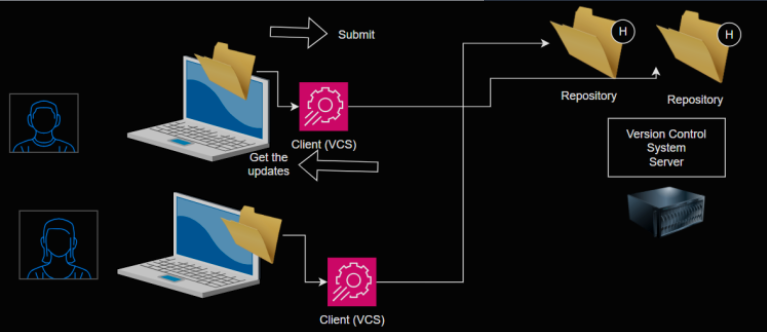 Submit
H
H
Repository
Repository
Client (VCS)
Get the
updates
Version Control
System
Server
Client (VCS)